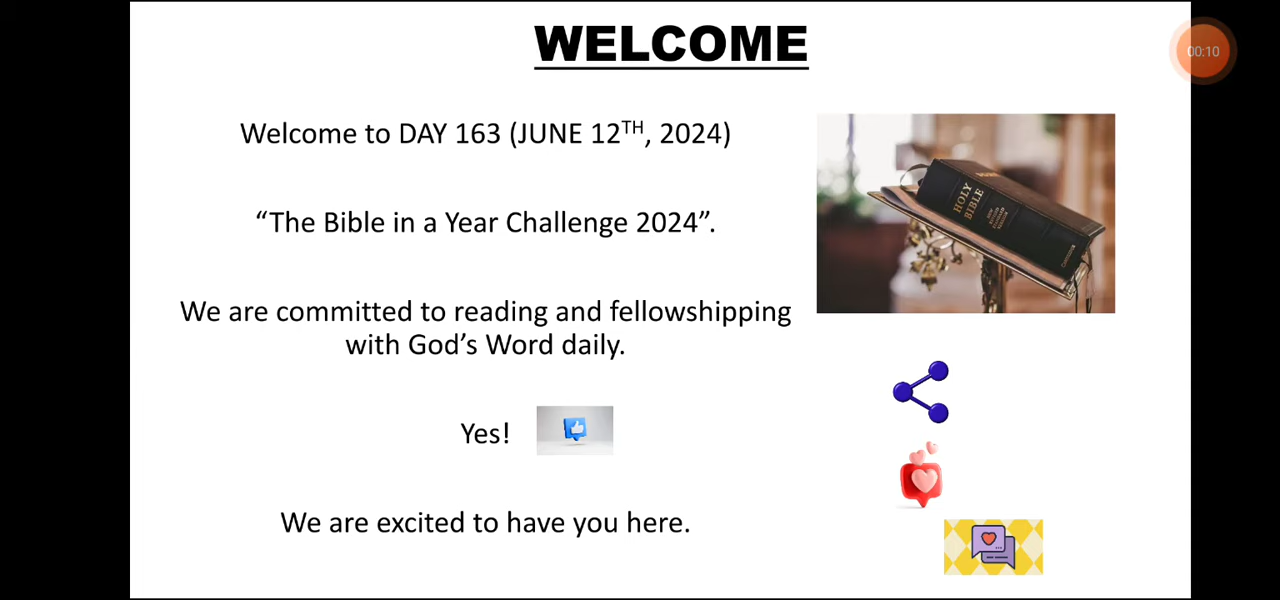 WELCOME
00:10
Welcome to DAY 163 (JUNE 12TH, 2024)
“The Bible in a Year Challenge 2024”.
HOLY
BIBLE
We are committed to reading and fellowshipping
with God’s Word daily.
Yes!
We are excited to have you here.